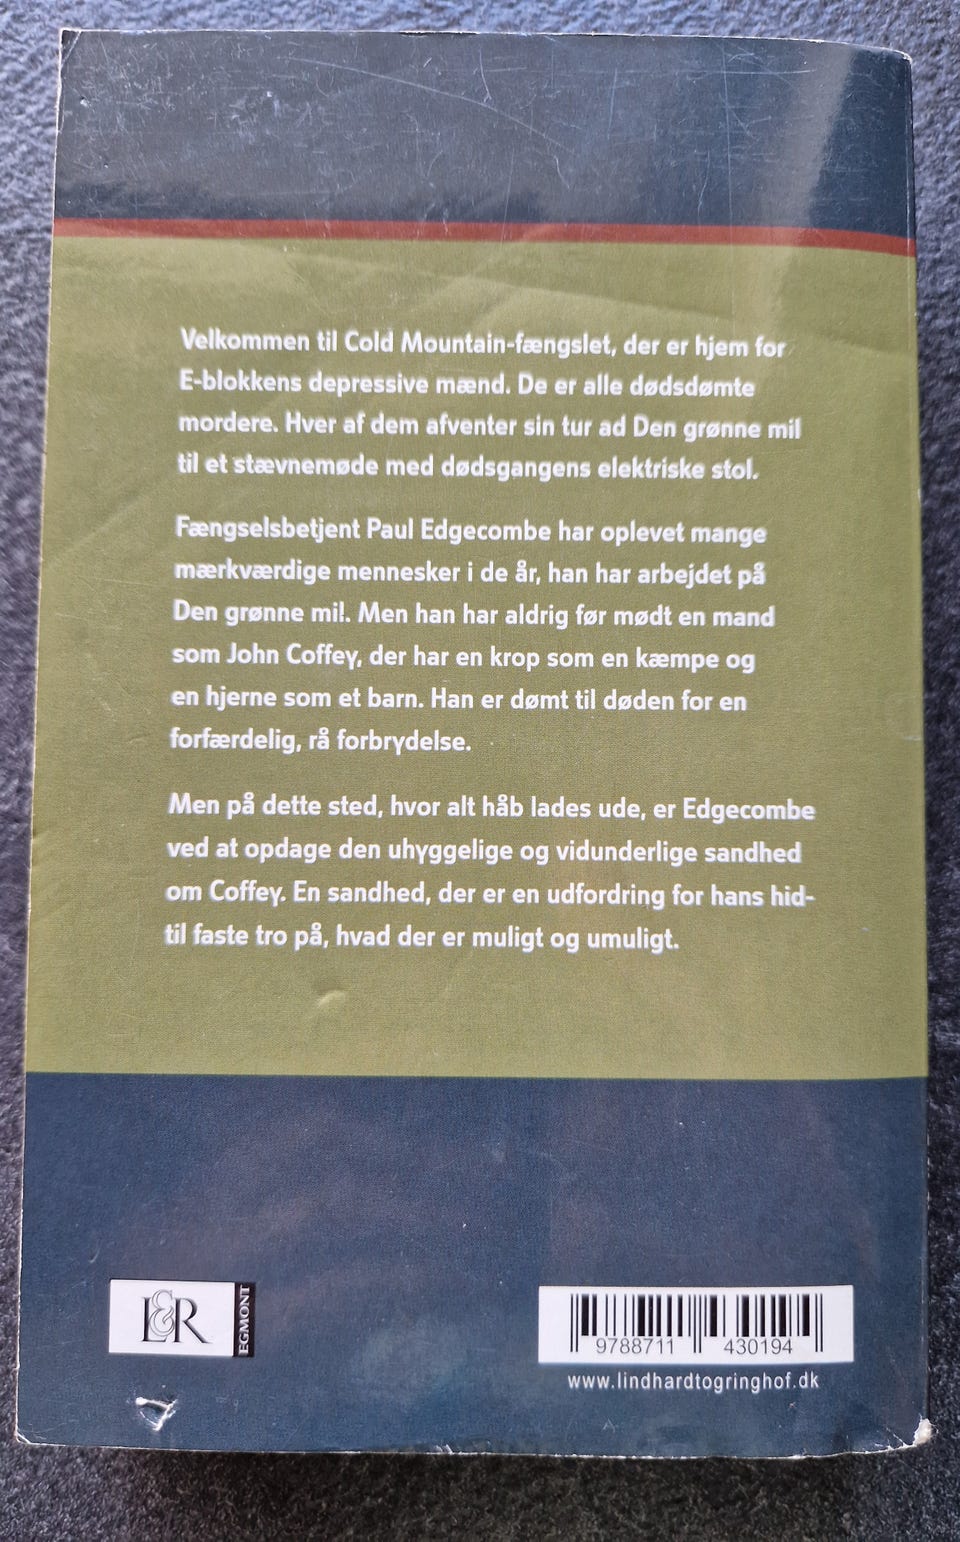 Velkommen til Cold Mountain-fængslet, der er hjem for
E-blokkens depressive mænd. De er alle dødsdømte
mordere. Hver af dem afventer sin tur ad Den grønne mil
til et stævnemøde med dødsgangens elektriske stol.
Fængselsbetjent Paul Edgecombe har oplevet mange
mærkværdige mennesker i de år, han har arbejdet på
Den grønne mil. Men han har aldrig før mødt en mand
som John Coffey, der har en krop som en kæmpe og
en hjerne som et barn. Han er dømt til døden for en
forfærdelig, rå forbrydelse.
Men på dette sted, hvor alt håb lades ude, er Edgecombe
ved at opdage den uhyggelige og vidunderlige sandhed
om Coffey. En sandhed, der er en udfordring for hans hid-
til faste tro på, hvad der er muligt og umuligt.
L&R
EGMONT
9788711 430194
www.lindhardtogringhof.dk